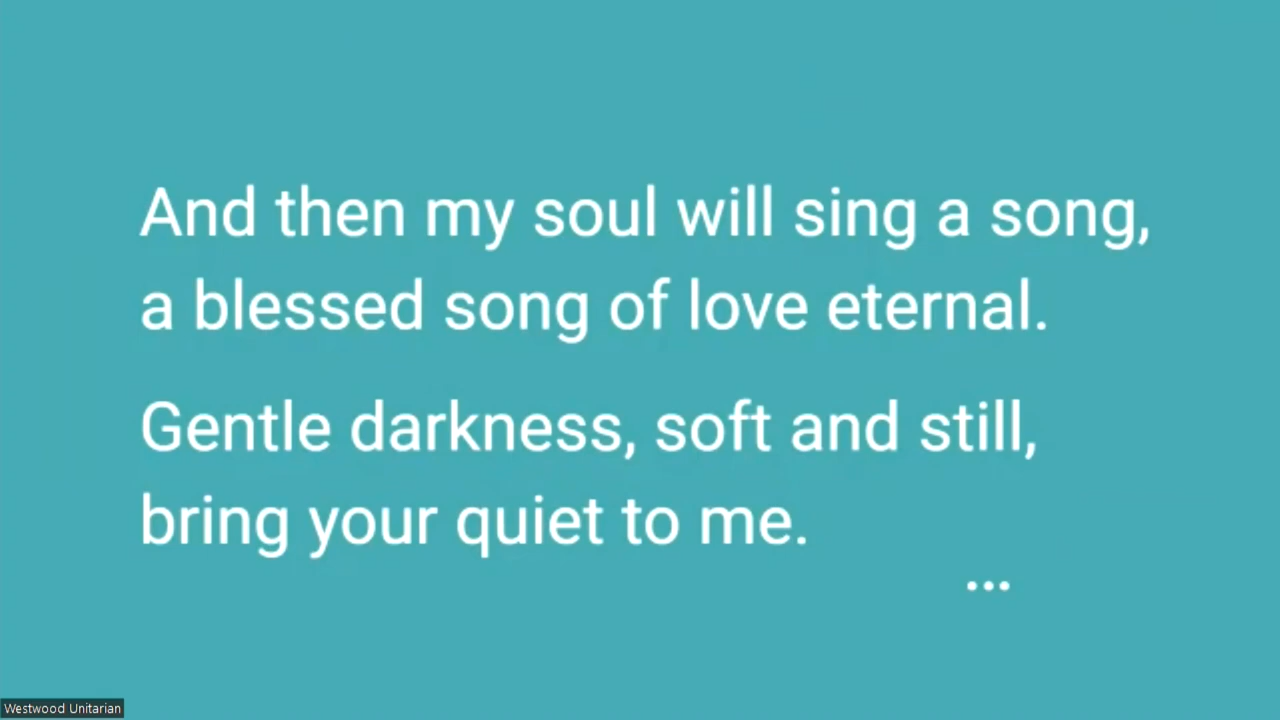 And then my soul will sing a song,
a blessed song of love eternal.
Gentle darkness, soft and still,
bring your quiet to me.
...
Westwood Unitarian